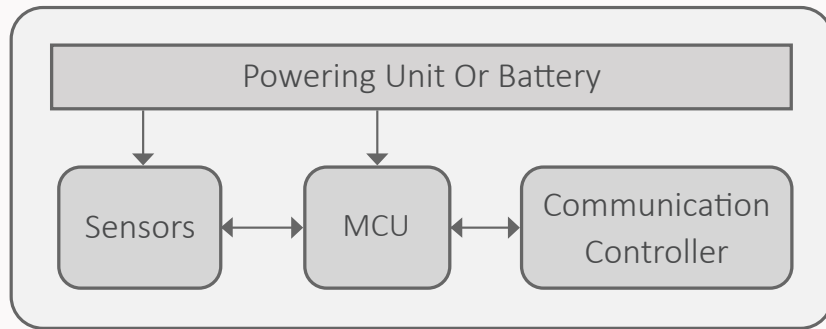 Powering Unit Or Battery
Sensors
MCU
Communication
Controller